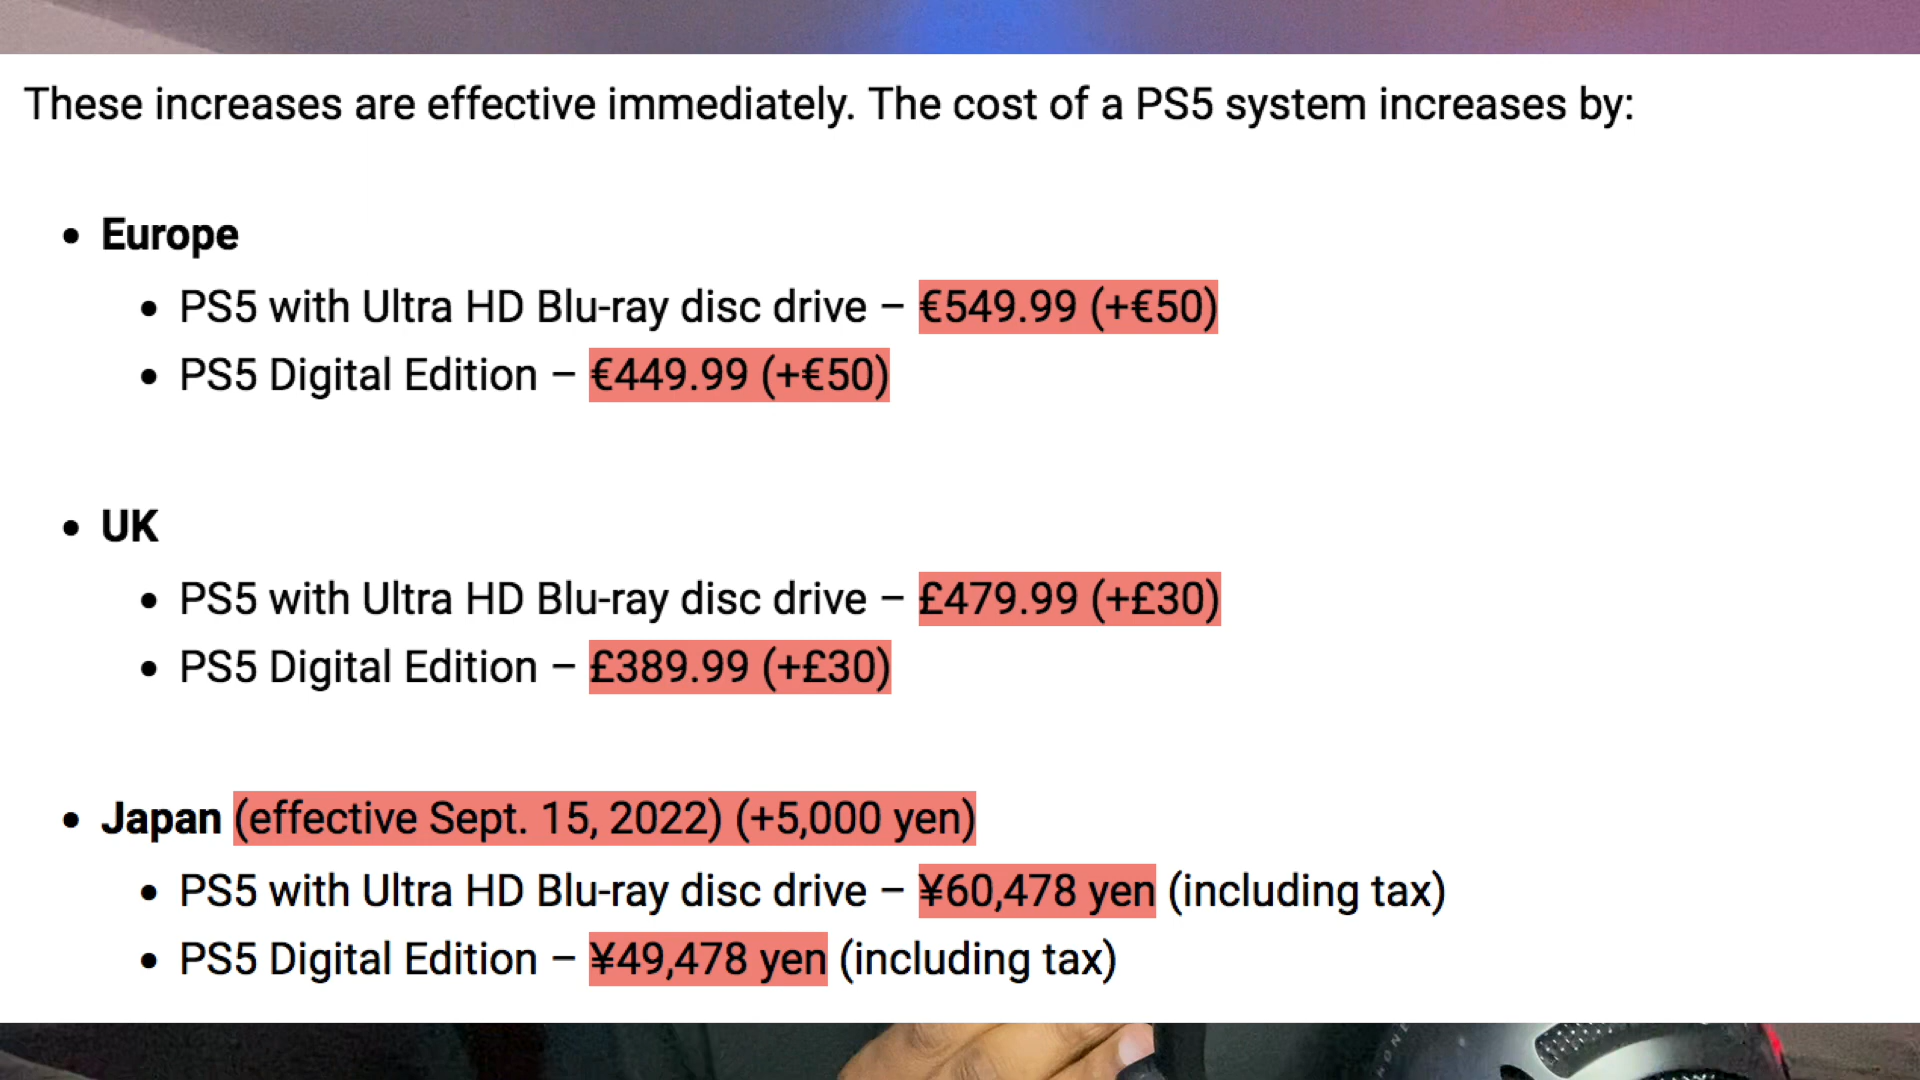 These increases are effective immediately. The cost of a PS5 system increases by:
• Europe
• PS5 with Ultra HD Blu-ray disc drive – €549.99 (+€50)
• PS5 Digital Edition – €449.99 (+€50)
• UK
• PS5 with Ultra HD Blu-ray disc drive – £479.99 (+£30)
• PS5 Digital Edition – £389.99 (+£30)
• Japan (effective Sept. 15, 2022) (+5,000 yen)
• PS5 with Ultra HD Blu-ray disc drive – ¥60,478 yen (including tax)
• PS5 Digital Edition – ¥49,478 yen (including tax)